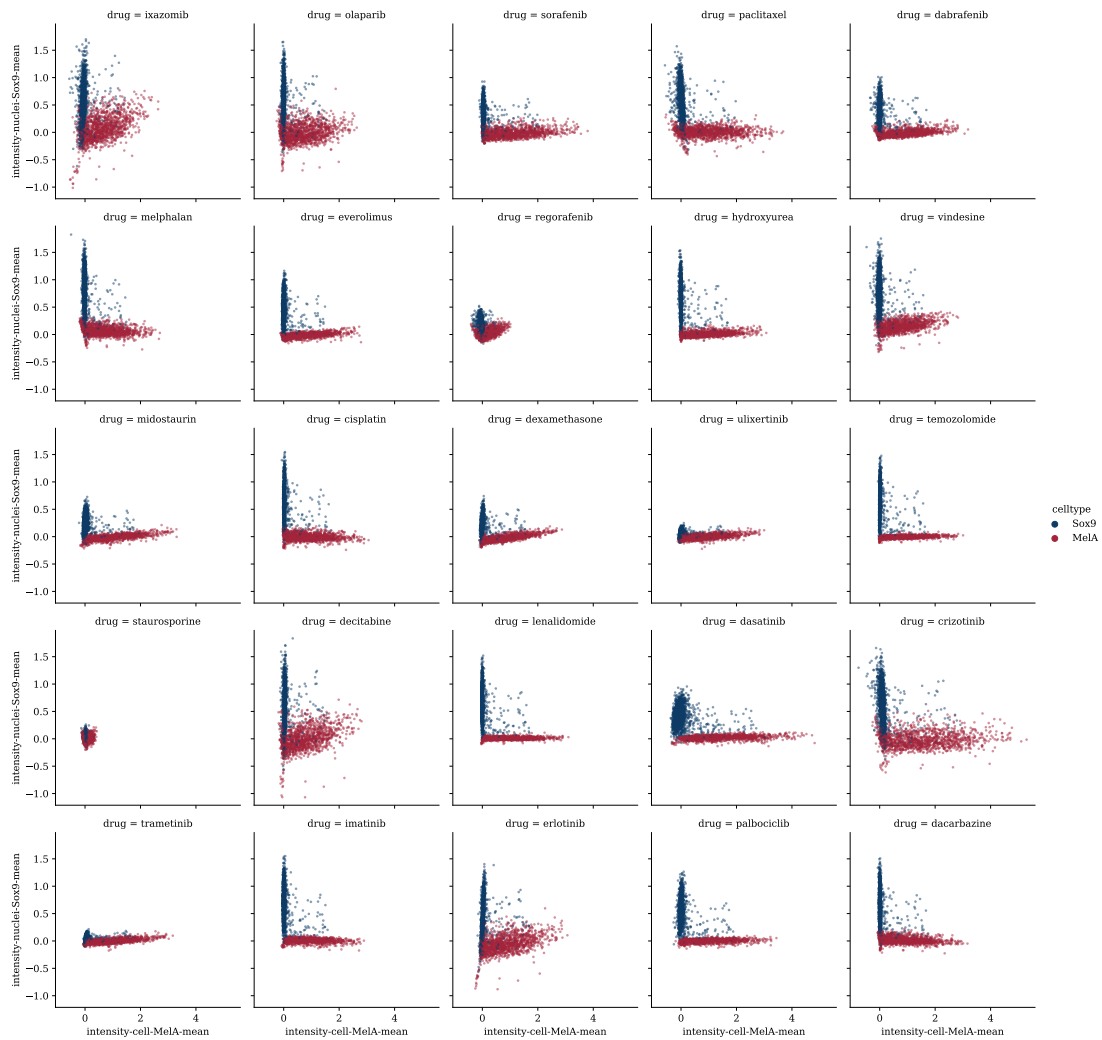 drug = ixazomib
drug = olaparib
drug = sorafenib
drug = paclitaxel
drug = dabrafenib
intensity-nuclei-Sox9-mean
1.5
1.0
0.5
0.0
−0.5
−1.0
drug = melphalan
drug = everolimus
drug = regorafenib
drug = hydroxyurea
drug = vindesine
intensity-nuclei-Sox9-mean
1.5
1.0
0.5
0.0
−0.5
−1.0
drug = midostaurin
drug = cisplatin
drug = dexamethasone
drug = ulixertinib
drug = temozolomide
intensity-nuclei-Sox9-mean
1.5
1.0
0.5
0.0
−0.5
−1.0
celltype
Sox9
MelA
drug = staurosporine
drug = decitabine
drug = lenalidomide
drug = dasatinib
drug = crizotinib
intensity-nuclei-Sox9-mean
1.5
1.0
0.5
0.0
−0.5
−1.0
drug = trametinib
drug = imatinib
drug = erlotinib
drug = palbociclib
drug = dacarbazine
intensity-nuclei-Sox9-mean
1.5
1.0
0.5
0.0
−0.5
−1.0
0 2 4
0 2 4
0 2 4
0 2 4
0 2 4
intensity-cell-MelA-mean
intensity-cell-MelA-mean
intensity-cell-MelA-mean
intensity-cell-MelA-mean
intensity-cell-MelA-mean